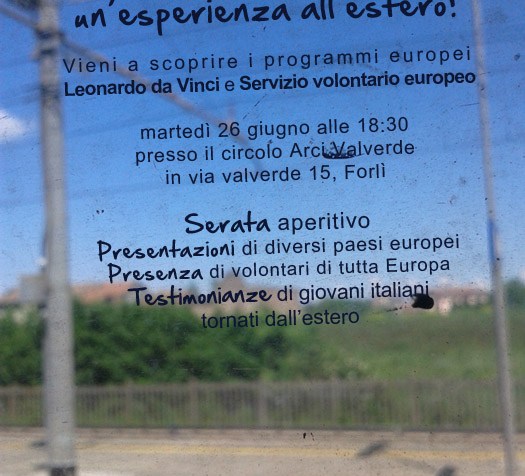 un'esperienza all'estero!
Vieni a scoprire i programmi europei
Leonardo da Vinci e Servizio volontario europeo
martedì 26 giugno alle 18:30
presso il circolo Arci Valverde
in via valverde 15, Forlì
Serata aperitivo
Presentazioni di diversi paesi europei
Presenza di volontari di tutta Europa
Testimonianze di giovani italiani
tornati dall'estero